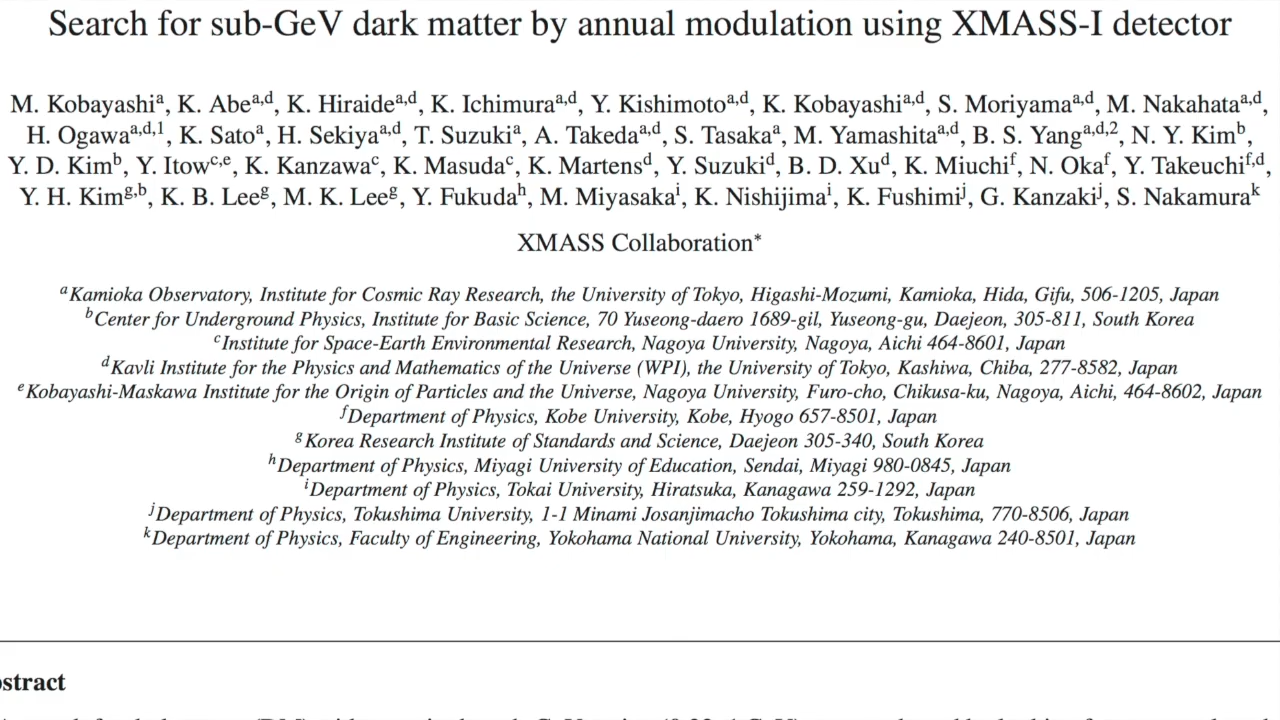 Search for sub-GeV dark matter by annual modulation using XMASS-I detector
M. Kobayashiᵃ, K. Abeᵃ,ᵈ, K. Hiraideᵃ,ᵈ, K. Ichimuraᵃ,ᵈ, Y. Kishimotoᵃ,ᵈ, K. Kobayashiᵃ,ᵈ, S. Moriyamaᵃ,ᵈ, M. Nakahataᵃ,ᵈ,
H. Ogawaᵃ,ᵈ,¹, K. Satoᵃ, H. Sekiyaᵃ,ᵈ, T. Suzukiᵃ, A. Takedaᵃ,ᵈ, S. Tasakaᵃ, M. Yamashitaᵃ,ᵈ, B. S. Yangᵃ,ᵈ,², N. Y. Kimᵇ,
Y. D. Kimᵇ, Y. Itowᶜ,ᵉ, K. Kanzawaᶜ, K. Masudaᶜ, K. Martensᵈ, Y. Suzukiᵈ, B. D. Xuᵈ, K. Miuchiᶠ, N. Okaᶠ, Y. Takeuchiᶠ,ᵈ,
Y. H. Kimᵍ,ᵇ, K. B. Leeᵍ, M. K. Leeᵍ, Y. Fukudaʰ, M. Miyasakaⁱ, K. Nishijimaⁱ, K. Fushimiʲ, G. Kanzakiʲ, S. Nakamuraᵏ
XMASS Collaboration*
ᵃKamioka Observatory, Institute for Cosmic Ray Research, the University of Tokyo, Higashi-Mozumi, Kamioka, Hida, Gifu, 506-1205, Japan
ᵇCenter for Underground Physics, Institute for Basic Science, 70 Yuseong-daero 1689-gil, Yuseong-gu, Daejeon, 305-811, South Korea
ᶜInstitute for Space-Earth Environmental Research, Nagoya University, Nagoya, Aichi 464-8601, Japan
ᵈKavli Institute for the Physics and Mathematics of the Universe (WPI), the University of Tokyo, Kashiwa, Chiba, 277-8582, Japan
ᵉKobayashi-Maskawa Institute for the Origin of Particles and the Universe, Nagoya University, Furo-cho, Chikusa-ku, Nagoya, Aichi, 464-8602, Japan
ᶠDepartment of Physics, Kobe University, Kobe, Hyogo 657-8501, Japan
ᵍKorea Research Institute of Standards and Science, Daejeon 305-340, South Korea
ʰDepartment of Physics, Miyagi University of Education, Sendai, Miyagi 980-0845, Japan
ⁱDepartment of Physics, Tokai University, Hiratsuka, Kanagawa 259-1292, Japan
ʲDepartment of Physics, Tokushima University, 1-1 Minami Josanjimacho Tokushima city, Tokushima, 770-8506, Japan
ᵏDepartment of Physics, Faculty of Engineering, Yokohama National University, Yokohama, Kanagawa 240-8501, Japan
ostract